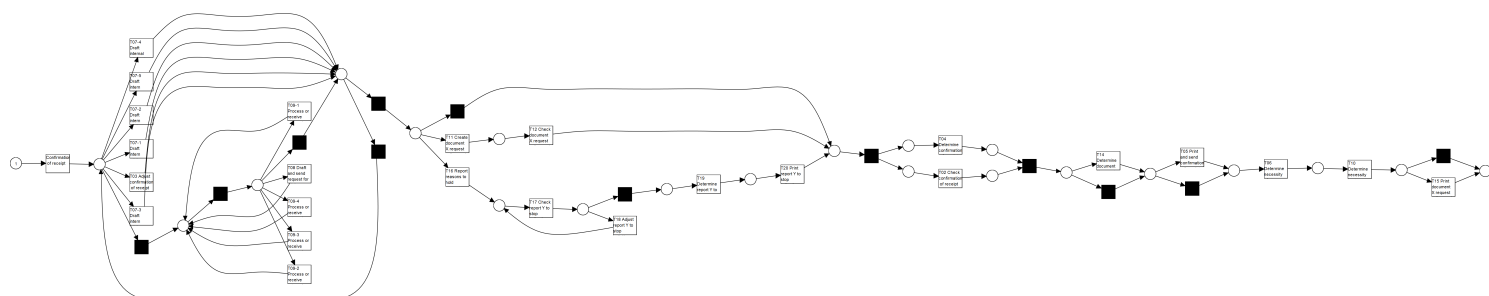 T07-4
Draft
internal
T07-5
Draft
intern
T07-2
Draft
intern
T07-1
Draft
intern
T03 Adjust
confirmation
of receipt
T07-3
Draft
intern
Confirmation
of receipt
T09-1
Process or
receive
T08 Draft
and send
request for
T09-4
Process or
receive
T09-3
Process or
receive
T09-2
Process or
receive
T11 Create
document
X request
T12 Check
document
X request
T16 Report
reasons to
hold
T17 Check
report Y to
stop
T18 Adjust
report Y to
stop
T19
Determine
report Y to
T20 Print
report Y to
stop
T04
Determine
confirmation
T02 Check
confirmation
of receipt
T14
Determine
document
T05 Print
and send
confirmation
T06
Determine
necessity
T10
Determine
necessity
T15 Print
document
X request